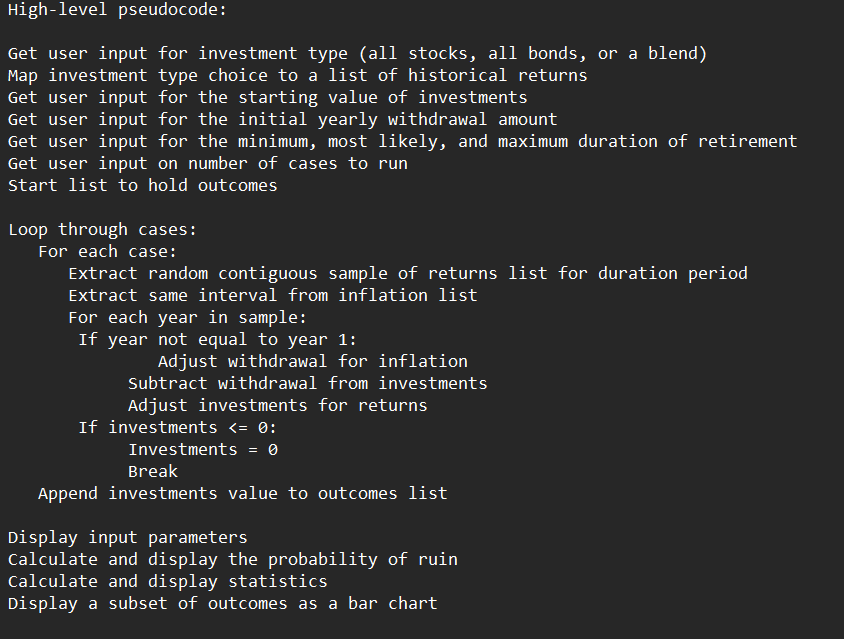 High-level pseudocode:

Get user input for investment type (all stocks, all bonds, or a blend)
Map investment type choice to a list of historical returns
Get user input for the starting value of investments
Get user input for the initial yearly withdrawal amount
Get user input for the minimum, most likely, and maximum duration of retirement
Get user input on number of cases to run
Start list to hold outcomes

Loop through cases:
   For each case:
      Extract random contiguous sample of returns list for duration period
      Extract same interval from inflation list
      For each year in sample:
       If year not equal to year 1:
               Adjust withdrawal for inflation
            Subtract withdrawal from investments
            Adjust investments for returns
       If investments <= 0:
            Investments = 0
            Break
   Append investments value to outcomes list

Display input parameters
Calculate and display the probability of ruin
Calculate and display statistics
Display a subset of outcomes as a bar chart